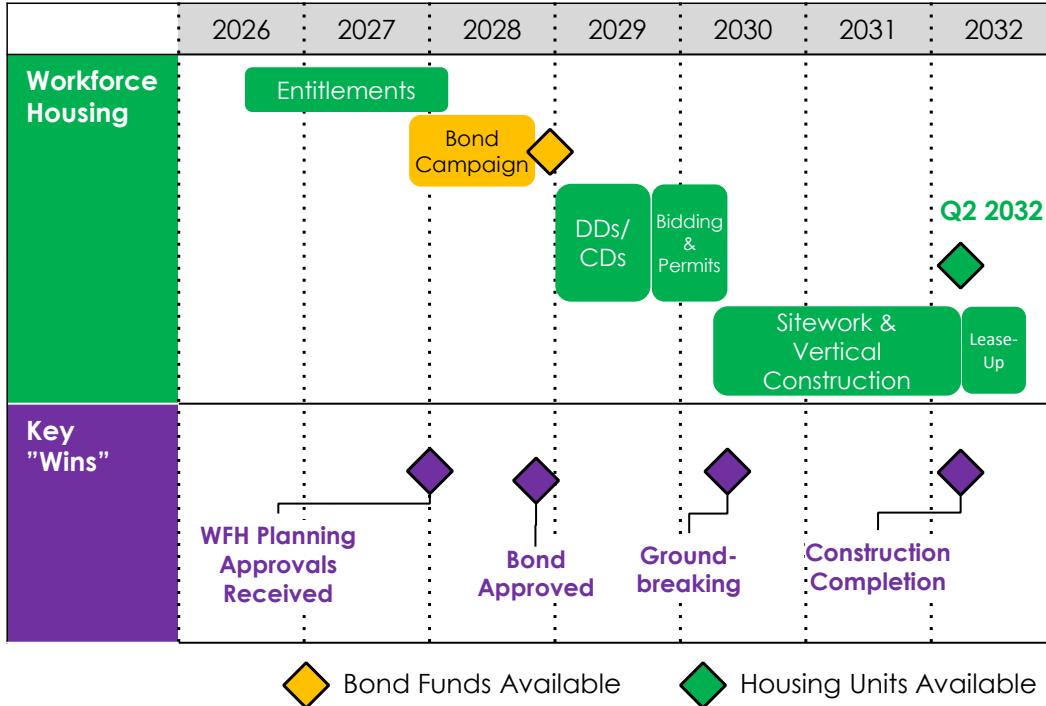 2026 2027 2028 2029 2030 2031 2032
Workforce
Housing
Entitlements
Bond
Campaign
DDs/
CDs
Bidding
&
Permits
Q2 2032
Sitework &
Vertical
Construction
Lease-
Up
Key
”Wins”
WFH Planning
Approvals
Received
Bond
Approved
Ground-
breaking
Construction
Completion
Bond Funds Available
Housing Units Available